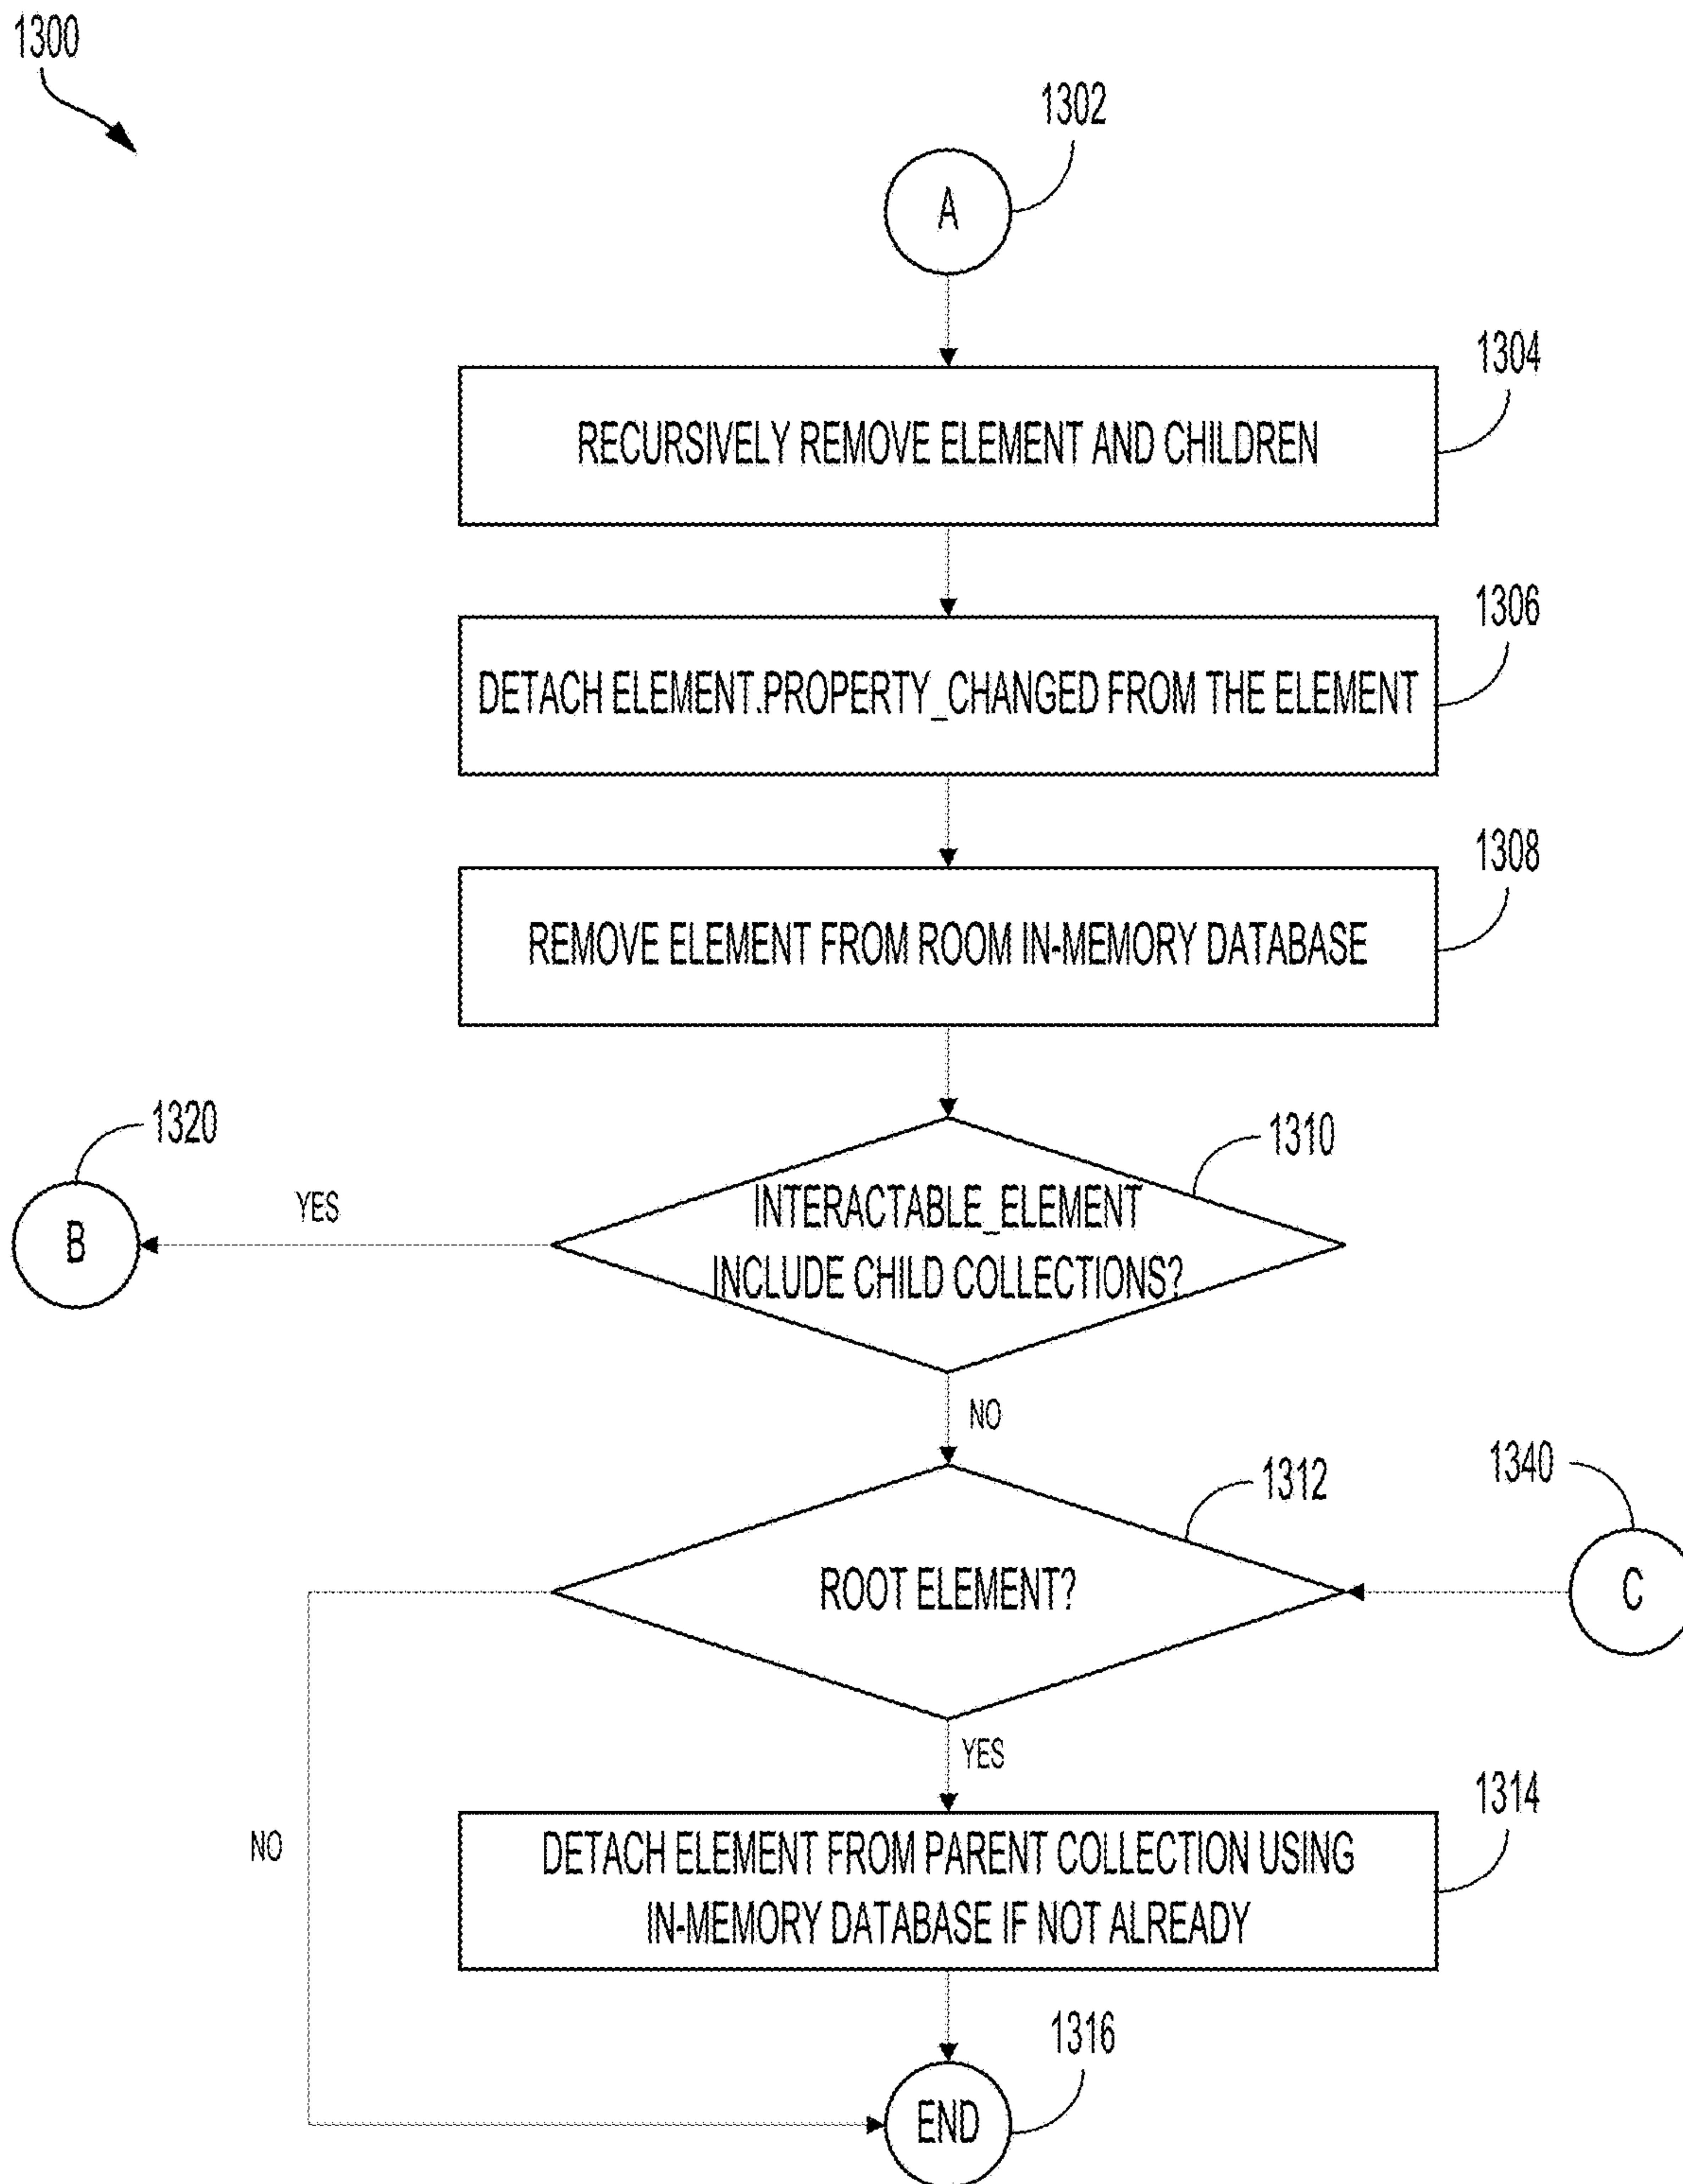 1300
1302
A
1304
RECURSIVELY REMOVE ELEMENT AND CHILDREN
1306
DETACH ELEMENT.PROPERTY_CHANGED FROM THE ELEMENT
1308
REMOVE ELEMENT FROM ROOM IN-MEMORY DATABASE
1320
1310
B
YES
INTERACTABLE_ELEMENT
INCLUDE CHILD COLLECTIONS?
NO
1312
1340
ROOT ELEMENT?
C
YES
1314
NO
DETACH ELEMENT FROM PARENT COLLECTION USING
IN-MEMORY DATABASE IF NOT ALREADY
1316
END